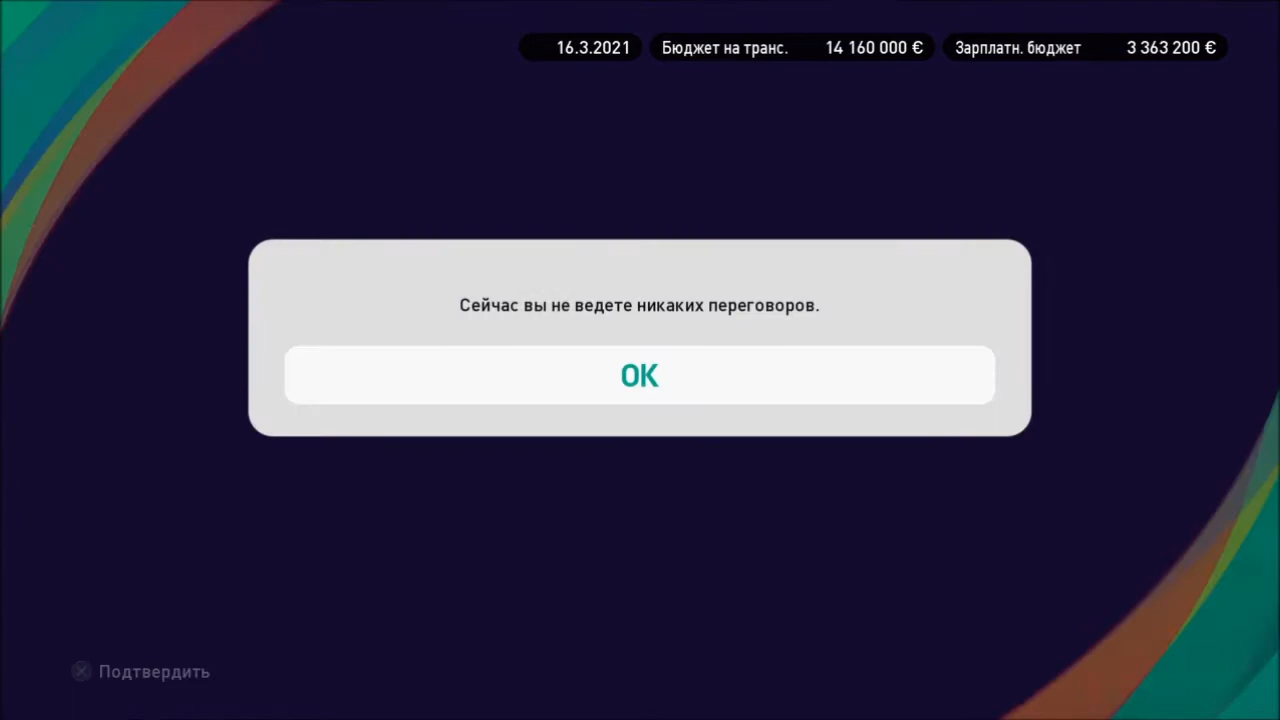 16.3.2021 Бюджет на транс. 14 160 000 € Зарплатн. бюджет 3 363 200 €
Сейчас вы не ведете никаких переговоров.
OK
Подтвердить